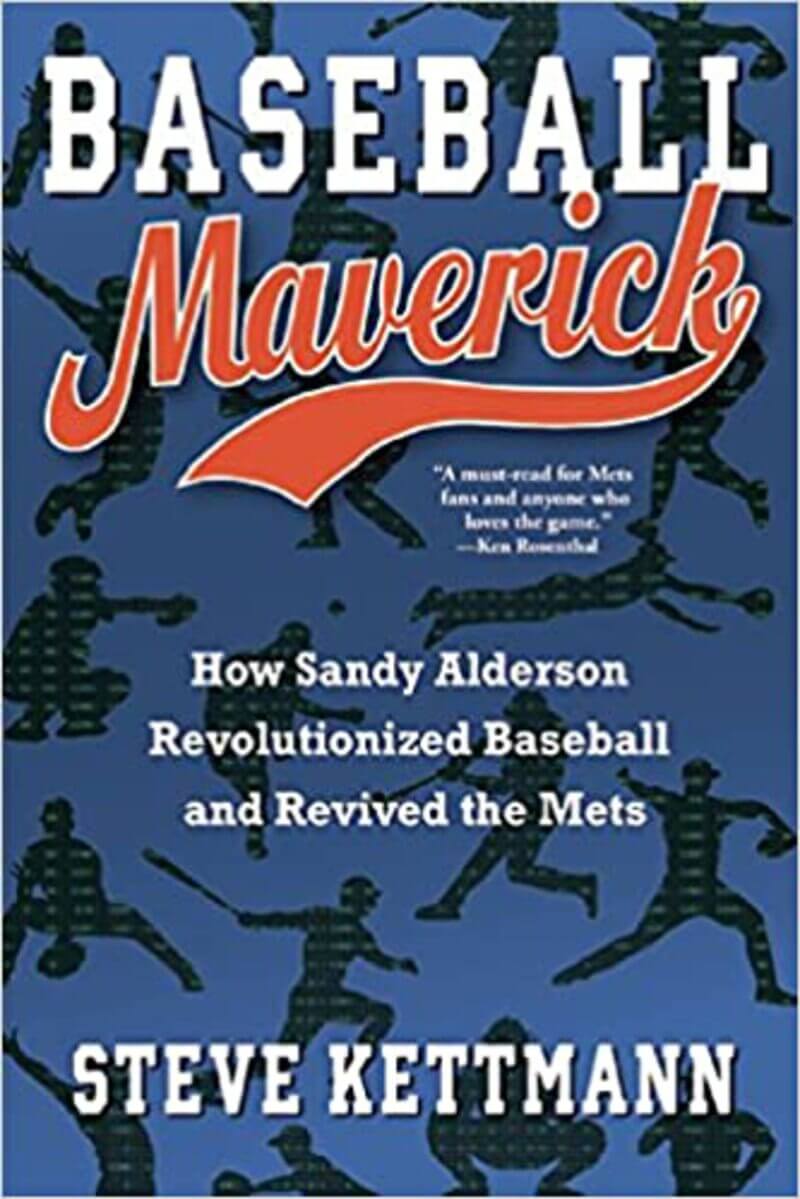 BASEBALL
Maverick
"A must-read for Mets
fans and anyone who
loves the game."
—Ken Rosenthal
How Sandy Alderson
Revolutionized Baseball
and Revived the Mets
STEVE KETTMANN